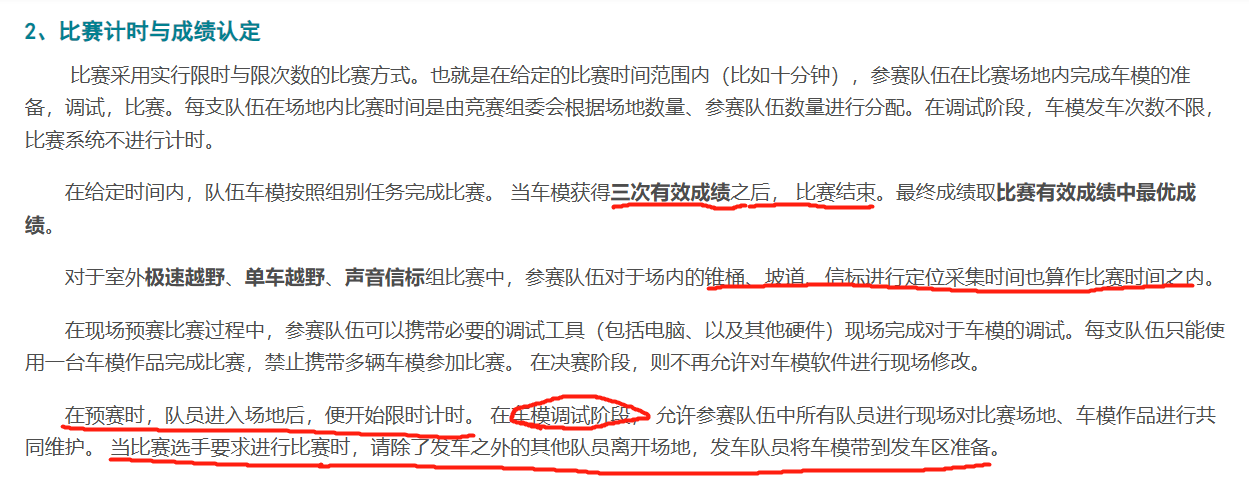 2、比赛计时与成绩认定
比赛采用实行限时与限次数的比赛方式。也就是在给定的比赛时间范围内（比如十分钟），参赛队伍在比赛场地内完成车模的准
备，调试，比赛。每支队伍在场地内比赛时间是由竞赛组委会根据场地数量、参赛队伍数量进行分配。在调试阶段，车模发车次数不限，
比赛系统不进行计时。
在给定时间内，队伍车模按照组别任务完成比赛。 当车模获得三次有效成绩之后， 比赛结束。最终成绩取比赛有效成绩中最优成
绩。
对于室外极速越野、单车越野、声音信标组比赛中，参赛队伍对于场内的锥桶、坡道、信标进行定位采集时间也算作比赛时间之内。
在现场预赛比赛过程中，参赛队伍可以携带必要的调试工具（包括电脑、以及其他硬件）现场完成对于车模的调试。每支队伍只能使
用一台车模作品完成比赛，禁止携带多辆车模参加比赛。 在决赛阶段，则不再允许对车模软件进行现场修改。
在预赛时，队员进入场地后，便开始限时计时。 在车模调试阶段， 允许参赛队伍中所有队员进行现场对比赛场地、车模作品进行共
同维护。 当比赛选手要求进行比赛时，请除了发车之外的其他队员离开场地，发车队员将车模带到发车区准备。